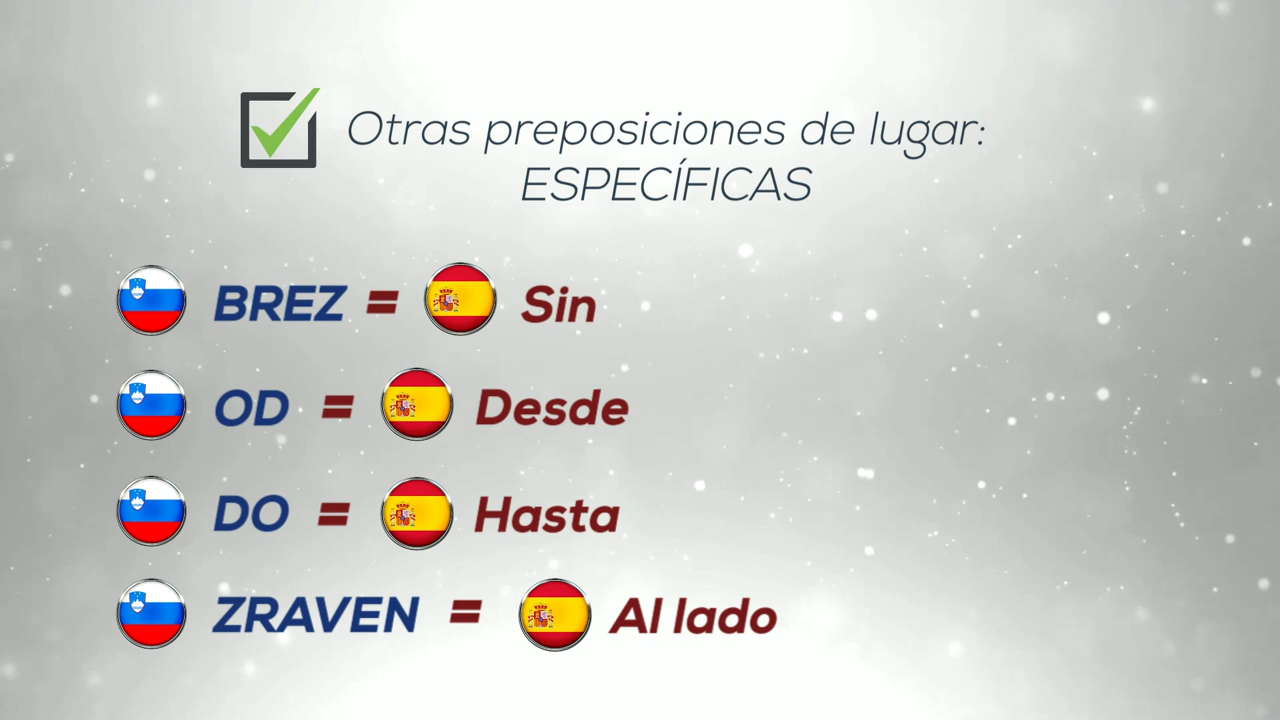 Otras preposiciones de lugar:
ESPECÍFICAS
BREZ = Sin
OD = Desde
DO = Hasta
ZRAVEN = Al lado